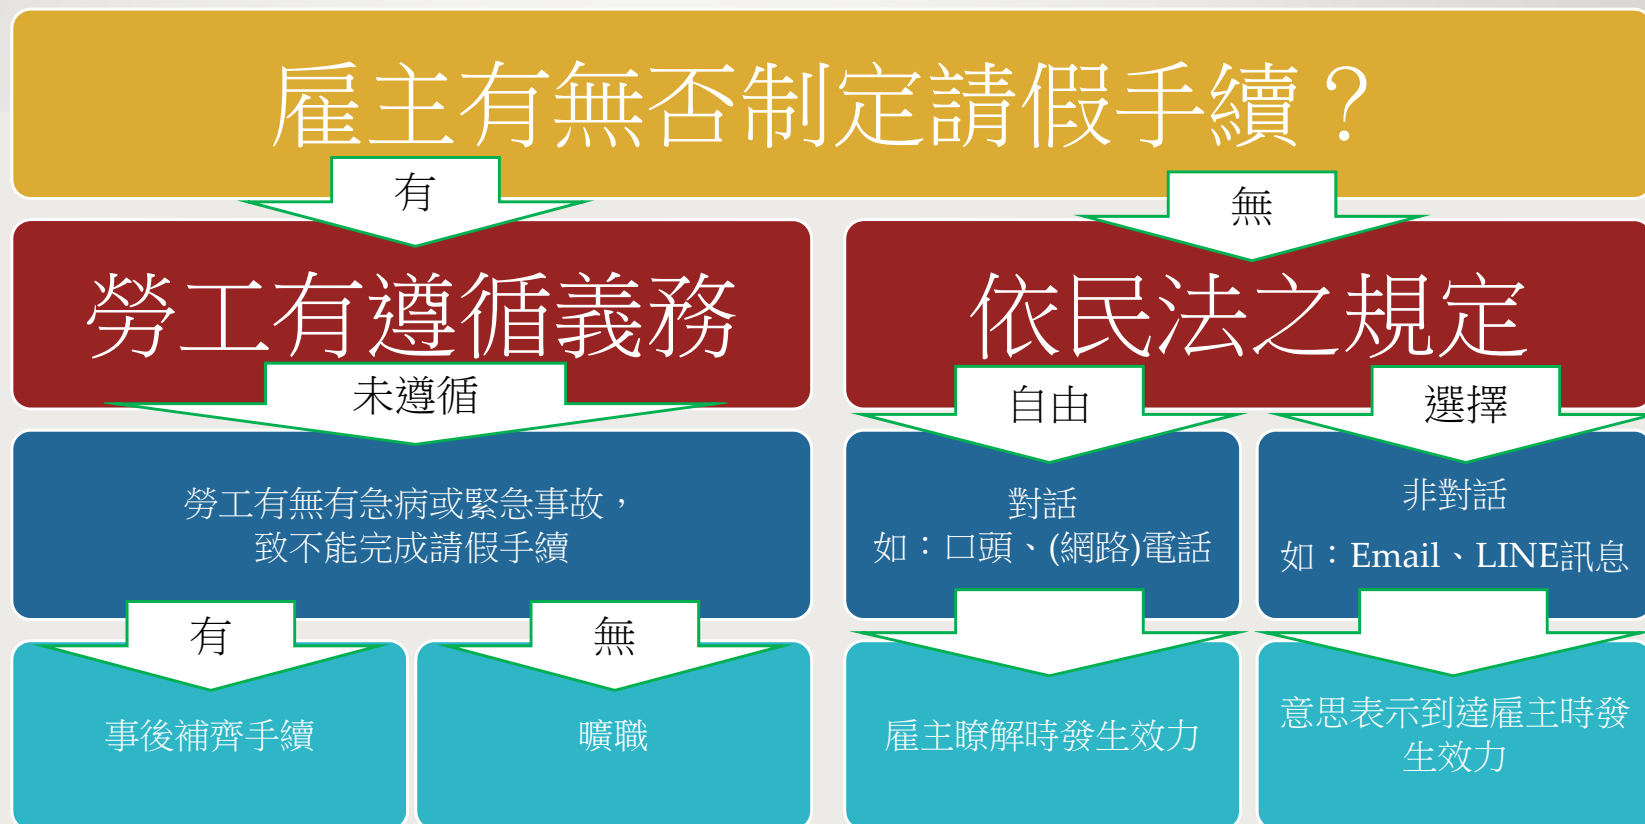 雇主有無否制定請假手續？
有
無
勞工有遵循義務
依民法之規定
未遵循
自由
選擇
勞工有無有急病或緊急事故，
致不能完成請假手續
對話
如：口頭、(網路)電話
非對話
如：Email、LINE訊息
有
無
事後補齊手續
曠職
雇主瞭解時發生效力
意思表示到達雇主時發
生效力